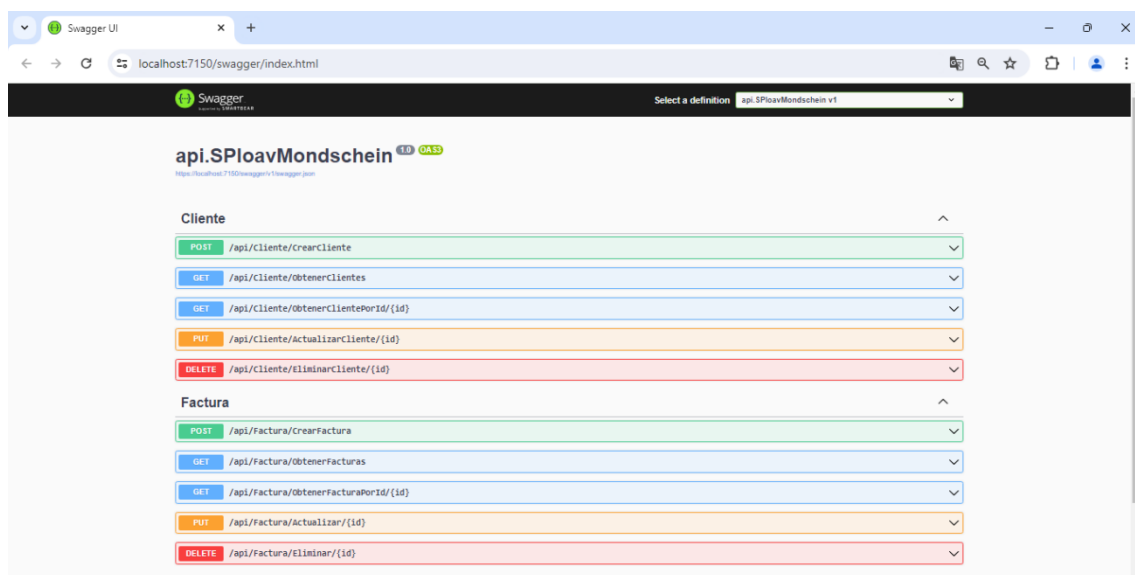 Swagger UI
localhost:7150/swagger/index.html
Swagger
Supported by SMARTBEAR
Select a definition api.SPloavMondschein v1
api.SPloavMondschein 1.0 OAS3
https://localhost:7150/swagger/v1/swagger.json
Cliente
POST /api/Cliente/CrearCliente
GET /api/Cliente/ObtenerClientes
GET /api/Cliente/ObtenerClientePorId/{id}
PUT /api/Cliente/ActualizarCliente/{id}
DELETE /api/Cliente/EliminarCliente/{id}
Factura
POST /api/Factura/CrearFactura
GET /api/Factura/ObtenerFacturas
GET /api/Factura/ObtenerFacturaPorId/{id}
PUT /api/Factura/Actualizar/{id}
DELETE /api/Factura/Eliminar/{id}